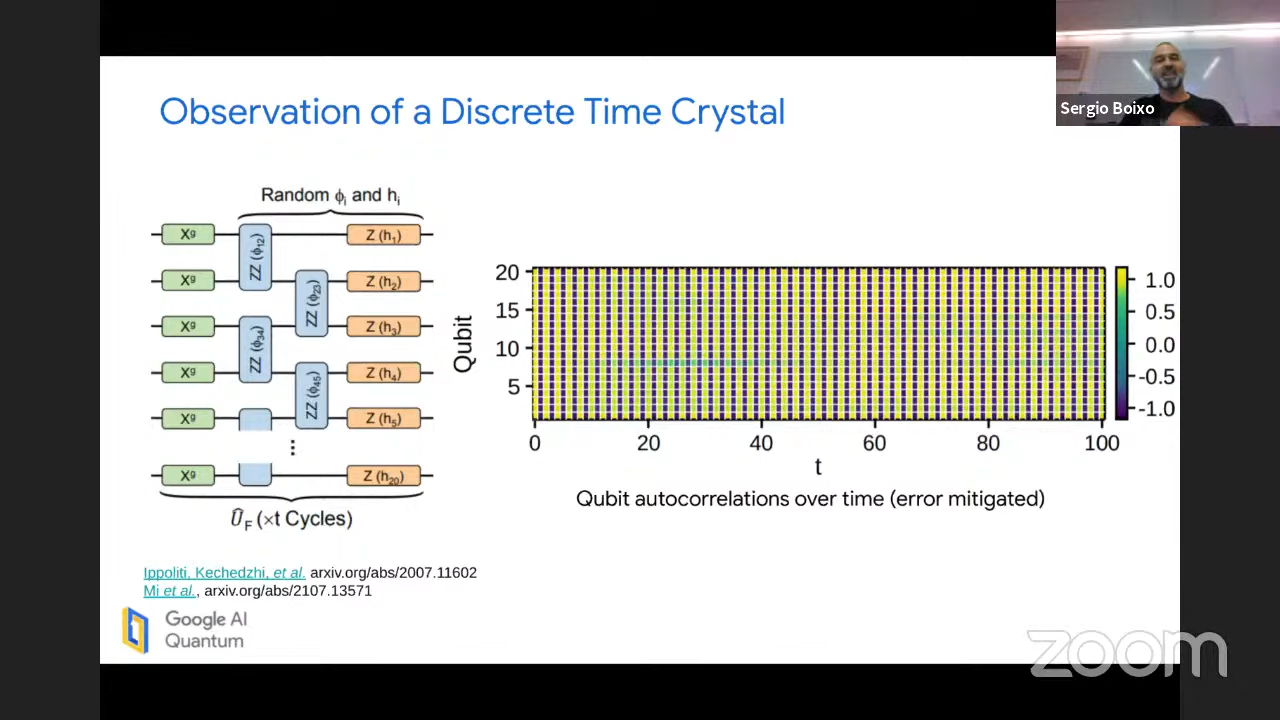 Observation of a Discrete Time Crystal
Sergio Boixo
Random ϕi and hi
Xg
ZZ (ϕ12)
Z (h1)
Xg
ZZ (ϕ23)
Z (h2)
Xg
ZZ (ϕ34)
Z (h3)
Xg
ZZ (ϕ45)
Z (h4)
Xg
Z (h5)
⋮
Xg
Z (h20)
ÛF (×t Cycles)
Qubit
20
15
10
5
0 20 40 60 80 100
t
1.0
0.5
0.0
-0.5
-1.0
Qubit autocorrelations over time (error mitigated)
Ippoliti, Kechedzhi, et al. arxiv.org/abs/2007.11602
Mi et al., arxiv.org/abs/2107.13571
Google AI
Quantum
zoom